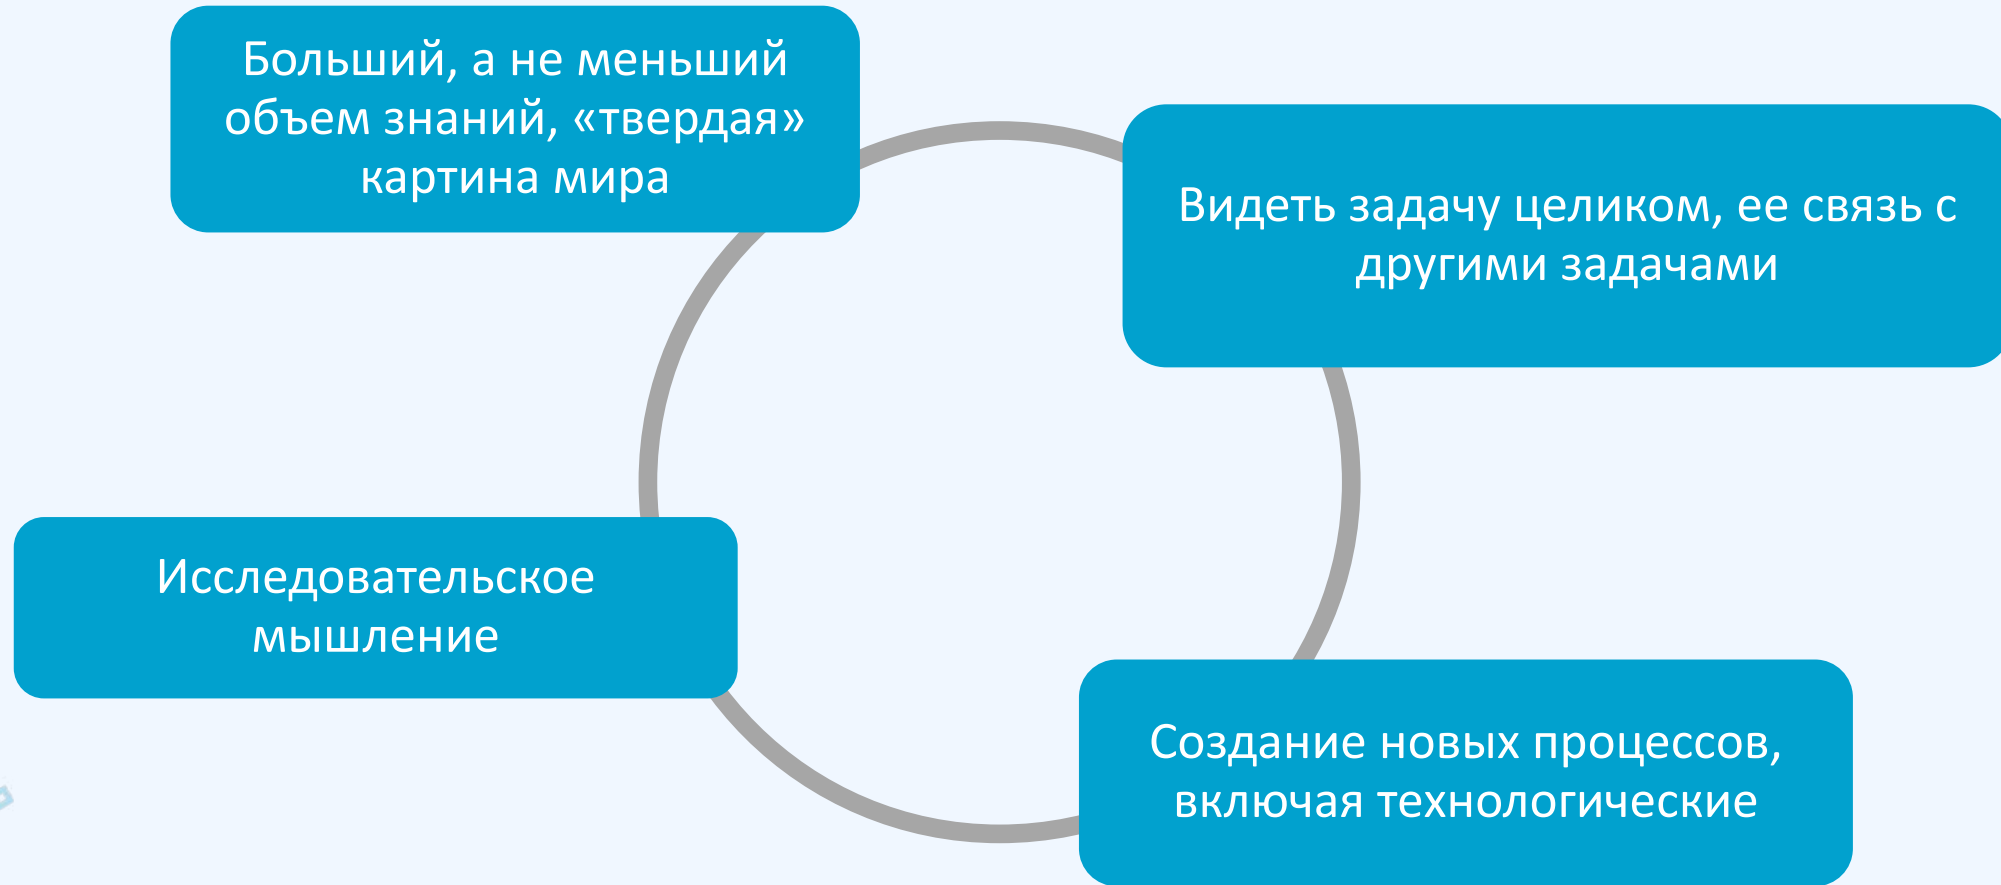 Больший, а не меньший
объем знаний, «твердая»
картина мира
Видеть задачу целиком, ее связь с
другими задачами
Исследовательское
мышление
Создание новых процессов,
включая технологические